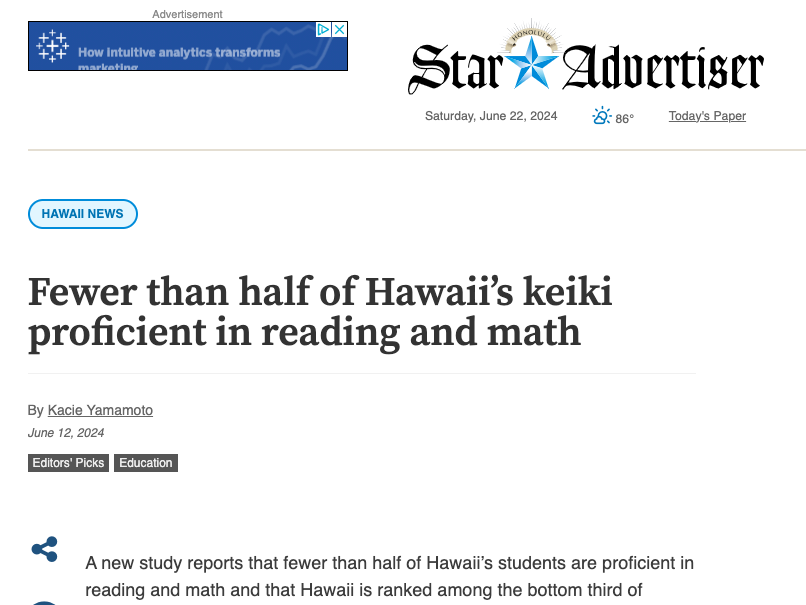 Advertisement
How intuitive analytics transforms
marketing
HONOLULU
Star Advertiser
Saturday, June 22, 2024
86°
Today's Paper
HAWAII NEWS
Fewer than half of Hawaii’s keiki
proficient in reading and math
By Kacie Yamamoto
June 12, 2024
Editors' Picks
Education
A new study reports that fewer than half of Hawaii’s students are proficient in
reading and math and that Hawaii is ranked among the bottom third of